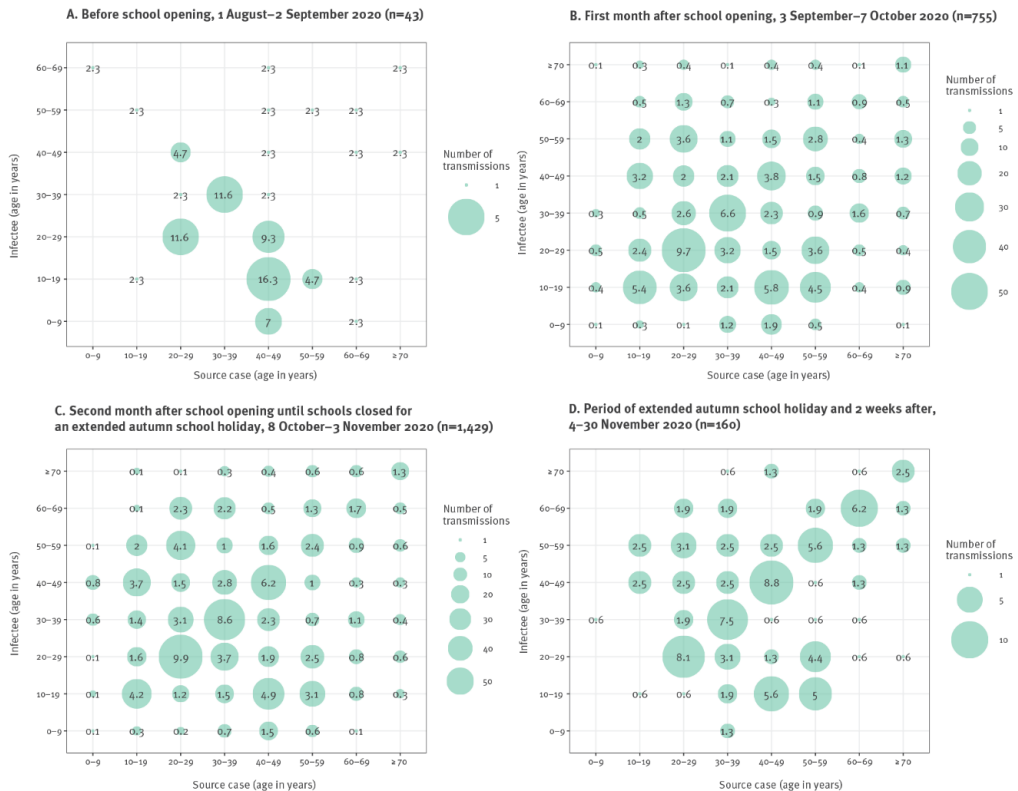 A. Before school opening, 1 August–2 September 2020 (n=43)
60–69 2.3 2.3 2.3
50–59 2.3 2.3 2.3 2.3
40–49 4.7 2.3 2.3 2.3
30–39 2.3 11.6 2.3
20–29 11.6 9.3
10–19 2.3 16.3 4.7 2.3
0–9 7 2.3
0–9 10–19 20–29 30–39 40–49 50–59 60–69 ≥70
Source case (age in years)
Infectee (age in years)
Number of
transmissions
1
5
B. First month after school opening, 3 September–7 October 2020 (n=755)
≥70 0.1 0.3 0.4 0.1 0.4 0.4 0.1 1.1
60–69 0.5 1.3 0.7 0.3 1.1 0.9 0.5
50–59 2 3.6 1.1 1.5 2.8 0.4 1.3
40–49 3.2 2 2.1 3.8 1.5 0.8 1.2
30–39 0.3 0.5 2.6 6.6 2.3 0.9 1.6 0.7
20–29 0.5 2.4 9.7 3.2 1.5 3.6 0.5 0.4
10–19 0.4 5.4 3.6 2.1 5.8 4.5 0.4 0.9
0–9 0.1 0.3 0.1 1.2 1.9 0.5 0.1
0–9 10–19 20–29 30–39 40–49 50–59 60–69 ≥70
Source case (age in years)
Infectee (age in years)
Number of
transmissions
1
5
10
20
30
40
50
C. Second month after school opening until schools closed for
an extended autumn school holiday, 8 October–3 November 2020 (n=1,429)
≥70 0.1 0.1 0.3 0.4 0.6 0.6 1.3
60–69 0.1 2.3 2.2 0.5 1.3 1.7 0.5
50–59 0.1 2 4.1 1 1.6 2.4 0.9 0.6
40–49 0.8 3.7 1.5 2.8 6.2 1 0.3 0.3
30–39 0.6 1.4 3.1 8.6 2.3 0.7 1.1 0.4
20–29 0.1 1.6 9.9 3.7 1.9 2.5 0.8 0.6
10–19 0.1 4.2 1.2 1.5 4.9 3.1 0.8 0.3
0–9 0.1 0.3 0.2 0.7 1.5 0.6 0.1
0–9 10–19 20–29 30–39 40–49 50–59 60–69 ≥70
Source case (age in years)
Infectee (age in years)
Number of
transmissions
1
5
10
20
30
40
50
D. Period of extended autumn school holiday and 2 weeks after,
4–30 November 2020 (n=160)
≥70 0.6 1.3 0.6 2.5
60–69 1.9 1.9 1.9 6.2 1.3
50–59 2.5 3.1 2.5 2.5 5.6 1.3 1.3
40–49 2.5 2.5 2.5 8.8 0.6 1.3
30–39 0.6 1.9 7.5 0.6 0.6 0.6
20–29 8.1 3.1 1.3 4.4 0.6 0.6
10–19 0.6 0.6 1.9 5.6 5
0–9 1.3
0–9 10–19 20–29 30–39 40–49 50–59 60–69 ≥70
Source case (age in years)
Infectee (age in years)
Number of
transmissions
1
5
10